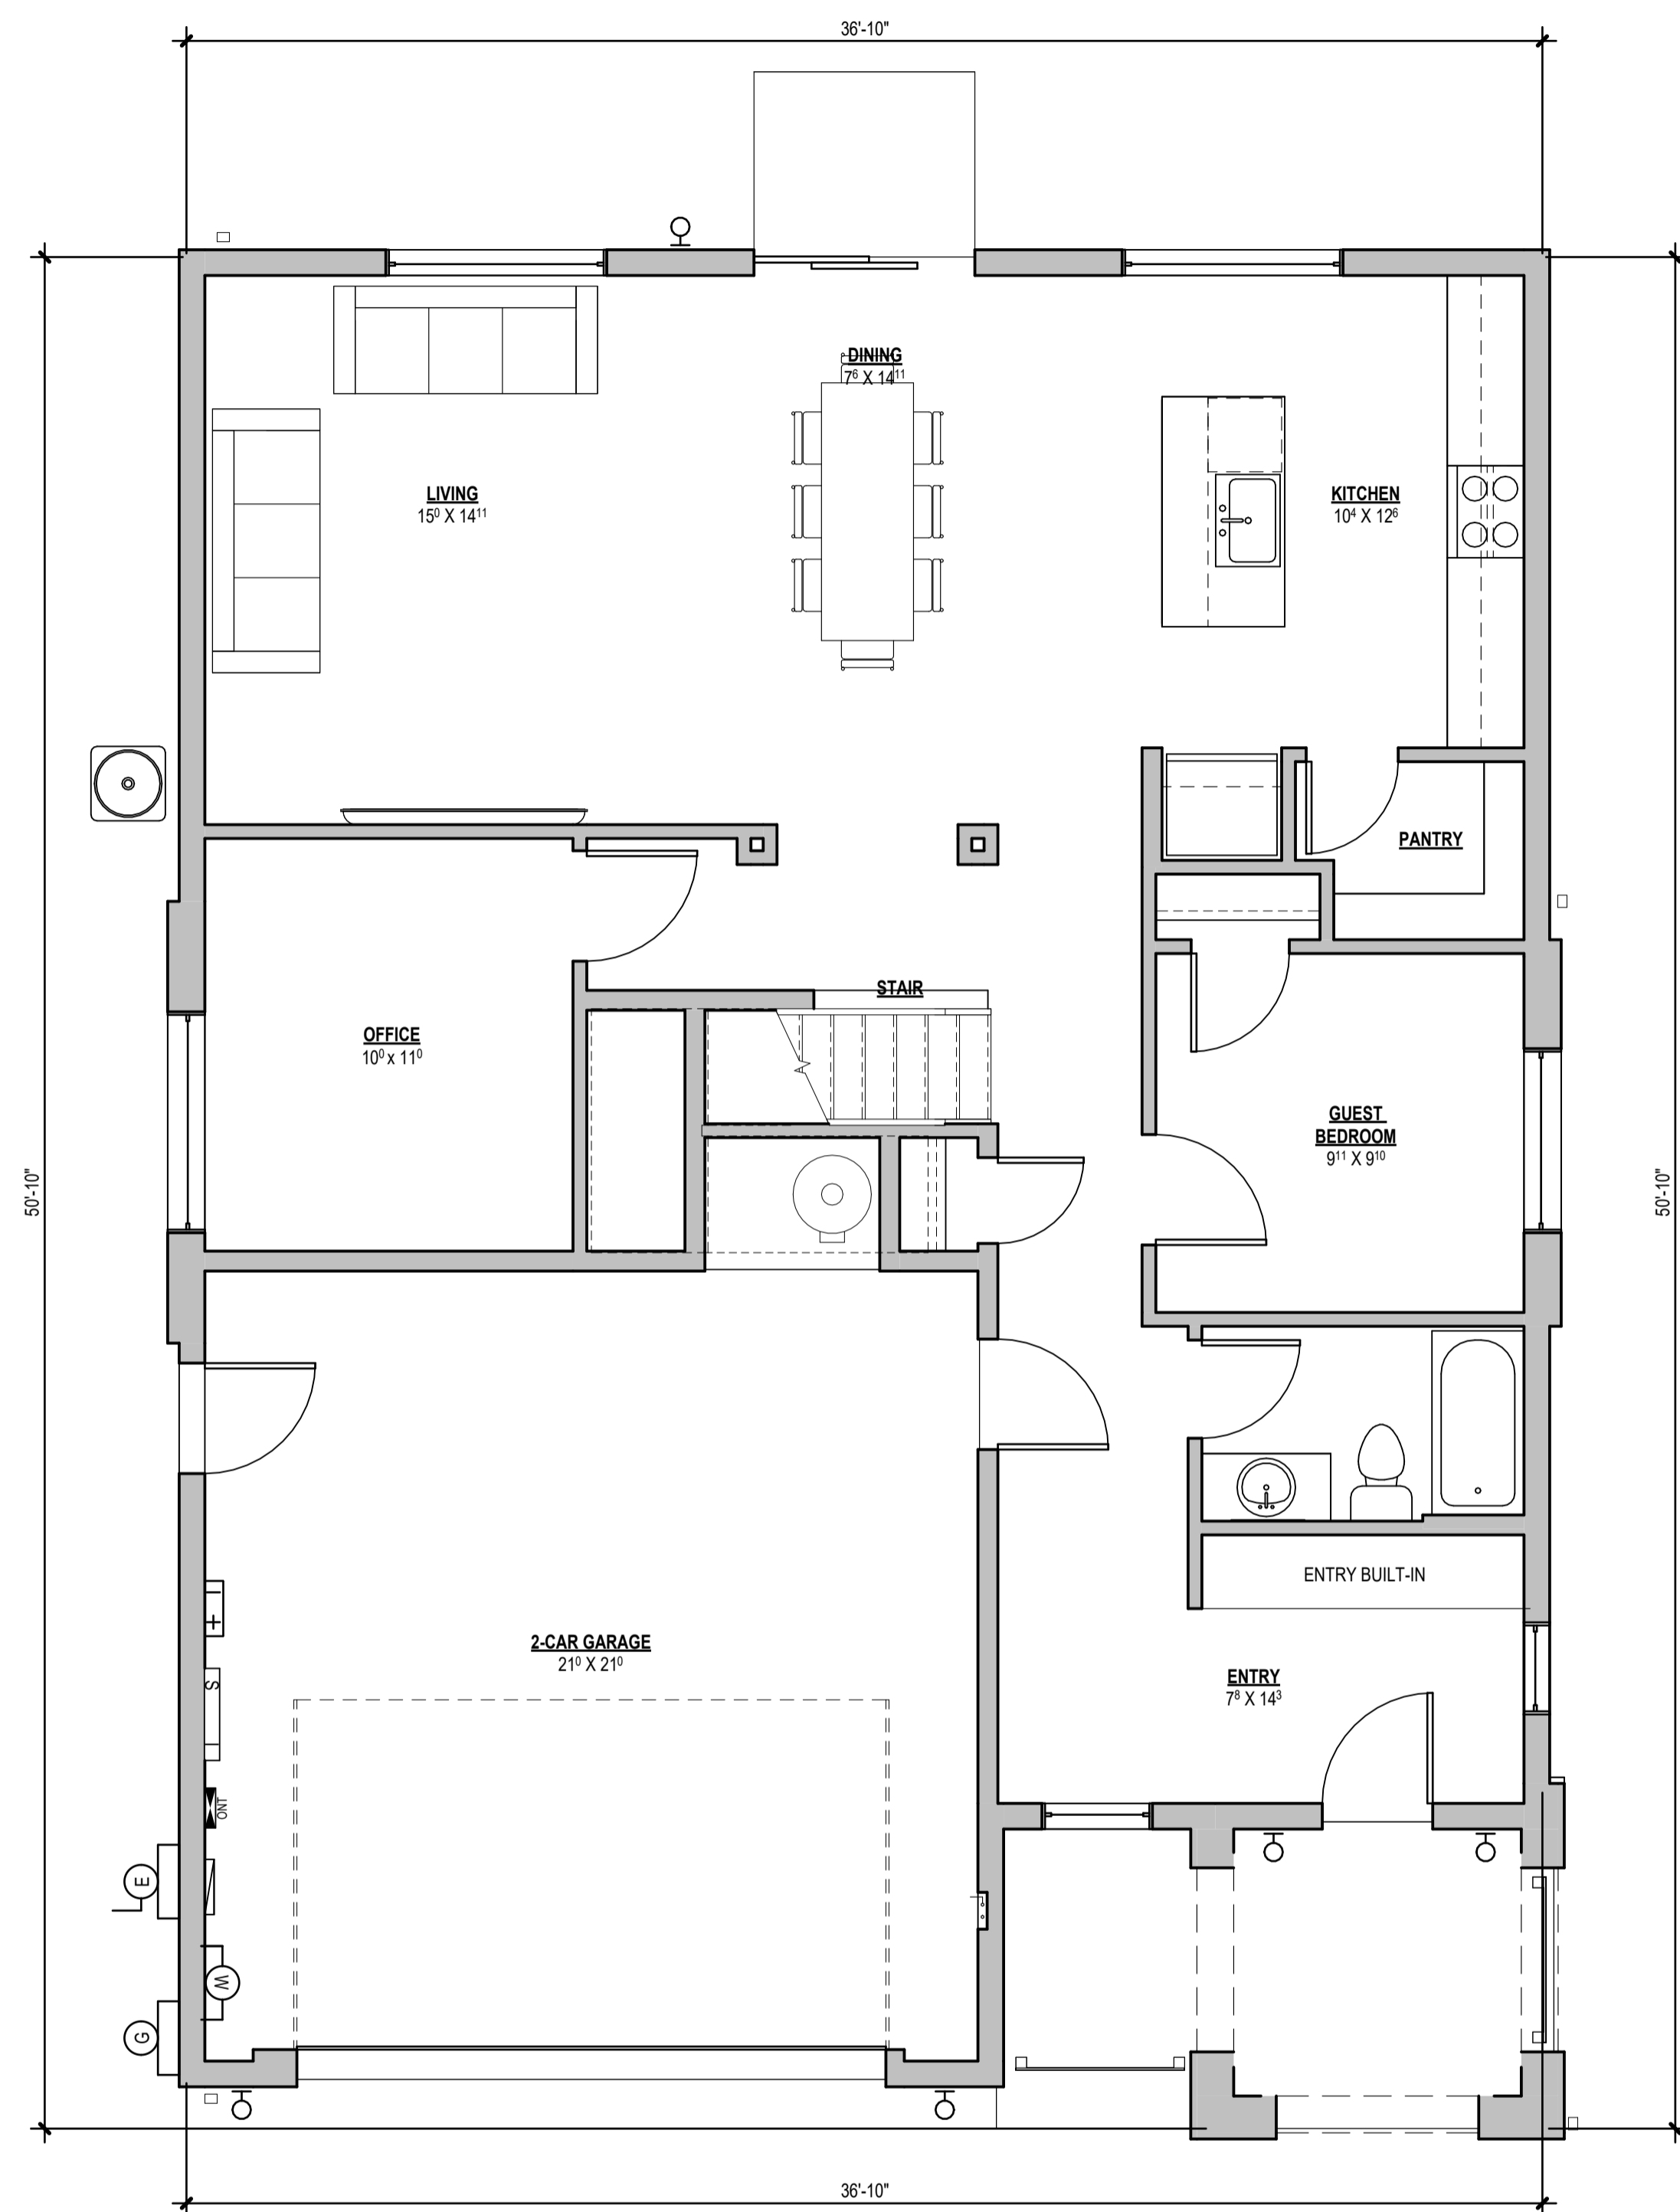 36'-10"
DINING
7⁶ X 14¹¹
LIVING
15⁰ X 14¹¹
KITCHEN
10⁴ X 12⁶
PANTRY
STAIR
OFFICE
10⁰ x 11⁰
GUEST
BEDROOM
9¹¹ X 9¹⁰
50'-10"
50'-10"
ENTRY BUILT-IN
2-CAR GARAGE
21⁰ X 21⁰
ENTRY
7⁸ X 14³
S
ONT
E
W
G
36'-10"